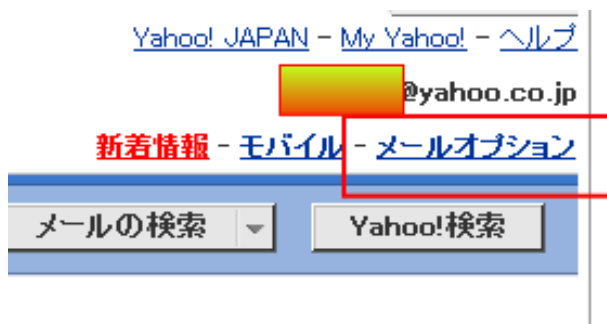 Yahoo! JAPAN - My Yahoo! - ヘルプ
@yahoo.co.jp
新着情報 - モバイル - メールオプション
メールの検索 Yahoo!検索